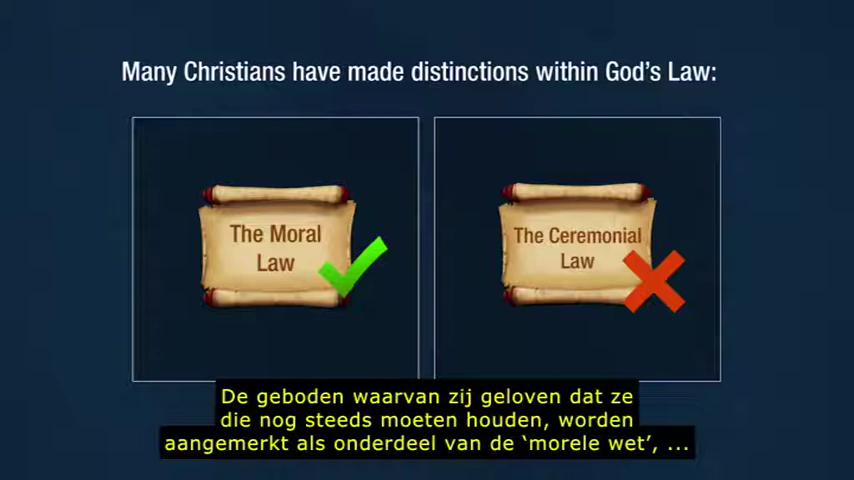 Many Christians have made distinctions within God's Law:
The Moral
Law
The Ceremonial
Law
De geboden waarvan zij geloven dat ze
die nog steeds moeten houden, worden
aangemerkt als onderdeel van de ‘morele wet’, ...